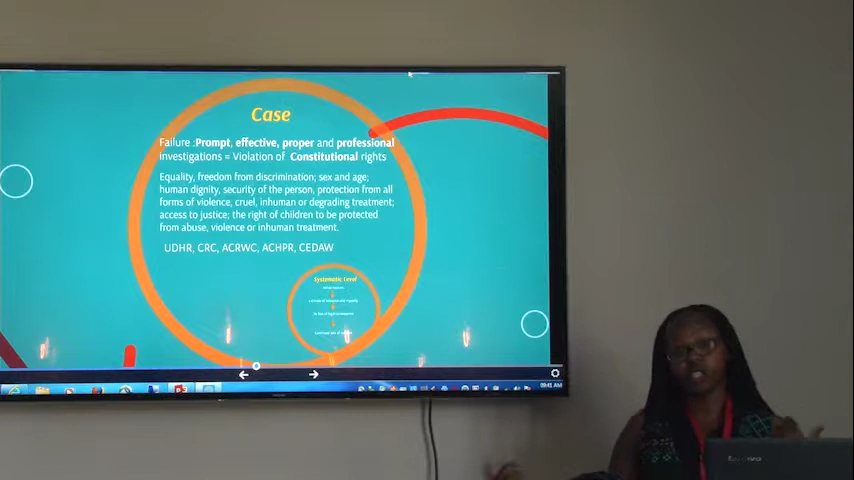 Case
Failure :Prompt, effective, proper and professional
investigations = Violation of Constitutional rights
Equality, freedom from discrimination; sex and age;
human dignity, security of the person, protection from all
forms of violence, cruel, inhuman or degrading treatment;
access to justice; the right of children to be protected
from abuse, violence or inhuman treatment.
UDHR, CRC, ACRWC, ACHPR, CEDAW
Systematic Level
09:41 AM